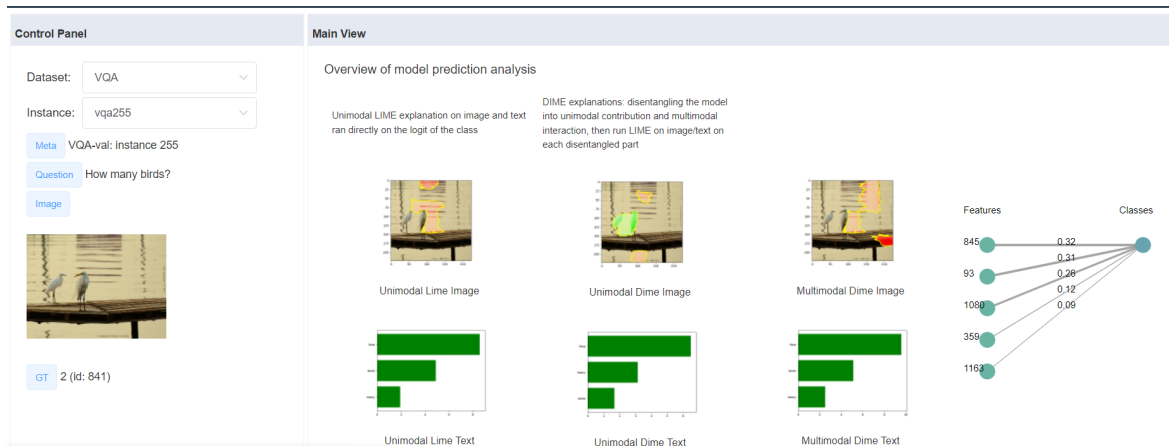 Control Panel
Dataset:
VQA
Instance:
vqa255
Meta
VQA-val: instance 255
Question
How many birds?
Image
GT
2 (id: 841)
Main View
Overview of model prediction analysis
Unimodal LIME explanation on image and text
ran directly on the logit of the class
DIME explanations: disentangling the model
into unimodal contribution and multimodal
interaction, then run LIME on image/text on
each disentangled part
Unimodal Lime Image
Unimodal Dime Image
Multimodal Dime Image
Unimodal Lime Text
Unimodal Dime Text
Multimodal Dime Text
Features
Classes
845
93
1080
359
1163
0.32
0.31
0.26
0.12
0.09